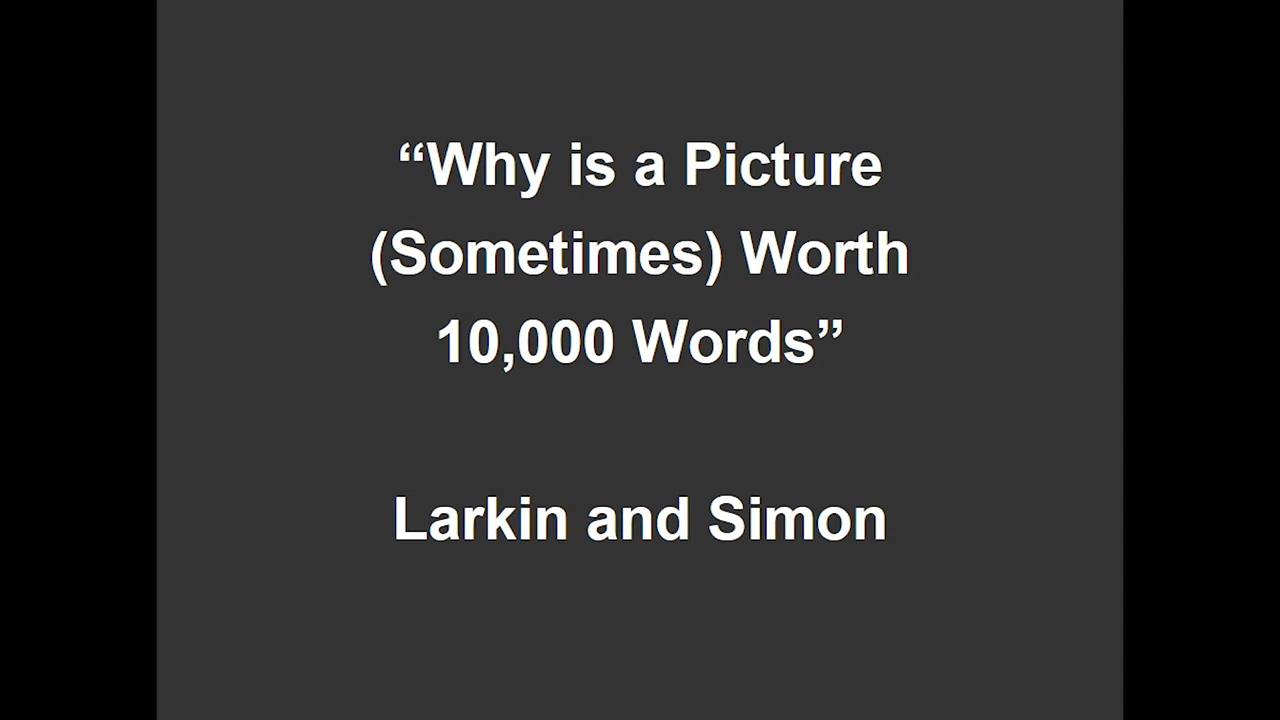 “Why is a Picture
(Sometimes) Worth
10,000 Words”
Larkin and Simon